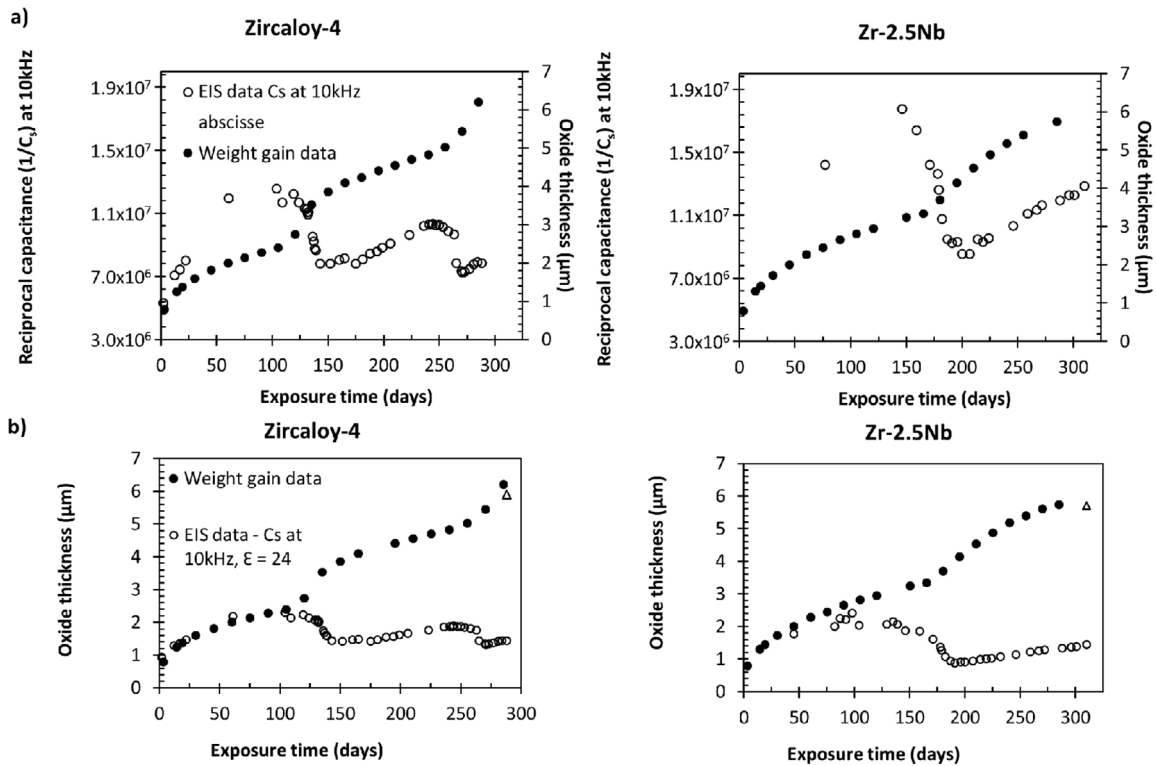 a)
Zircaloy-4
Zr-2.5Nb
Reciprocal capacitance (1/Cs) at 10kHz
1.9x10⁷
1.5x10⁷
1.1x10⁷
7.0x10⁶
3.0x10⁶
EIS data Cs at 10kHz
abscisse
Weight gain data
7
6
5
4
3
2
1
0
Oxide thickness (μm)
0 50 100 150 200 250 300
Exposure time (days)
Reciprocal capacitance (1/Cs) at 10kHz
1.9x10⁷
1.5x10⁷
1.1x10⁷
7.0x10⁶
3.0x10⁶
7
6
5
4
3
2
1
0
Oxide thickness (μm)
0 50 100 150 200 250 300
Exposure time (days)
b)
Zircaloy-4
Zr-2.5Nb
Oxide thickness (μm)
7
6
5
4
3
2
1
0
Weight gain data
EIS data - Cs at
10kHz, Ɛ = 24
0 50 100 150 200 250 300
Exposure time (days)
Oxide thickness (μm)
7
6
5
4
3
2
1
0
0 50 100 150 200 250 300
Exposure time (days)